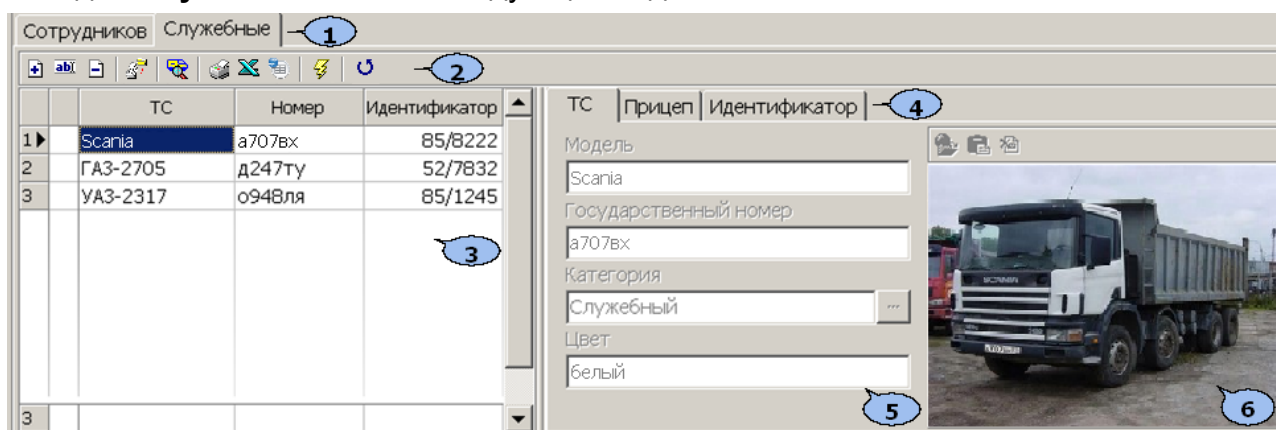 Сотрудников Служебные 1
abI 2
ТС Номер Идентификатор
1 Scania а707вх 85/8222
2 ГАЗ-2705 д247ту 52/7832
3 УАЗ-2317 о948ля 85/1245
3
3
ТС Прицеп Идентификатор 4
Модель
Scania
Государственный номер
а707вх
Категория
Служебный ...
Цвет
белый
5
SCANIA
6